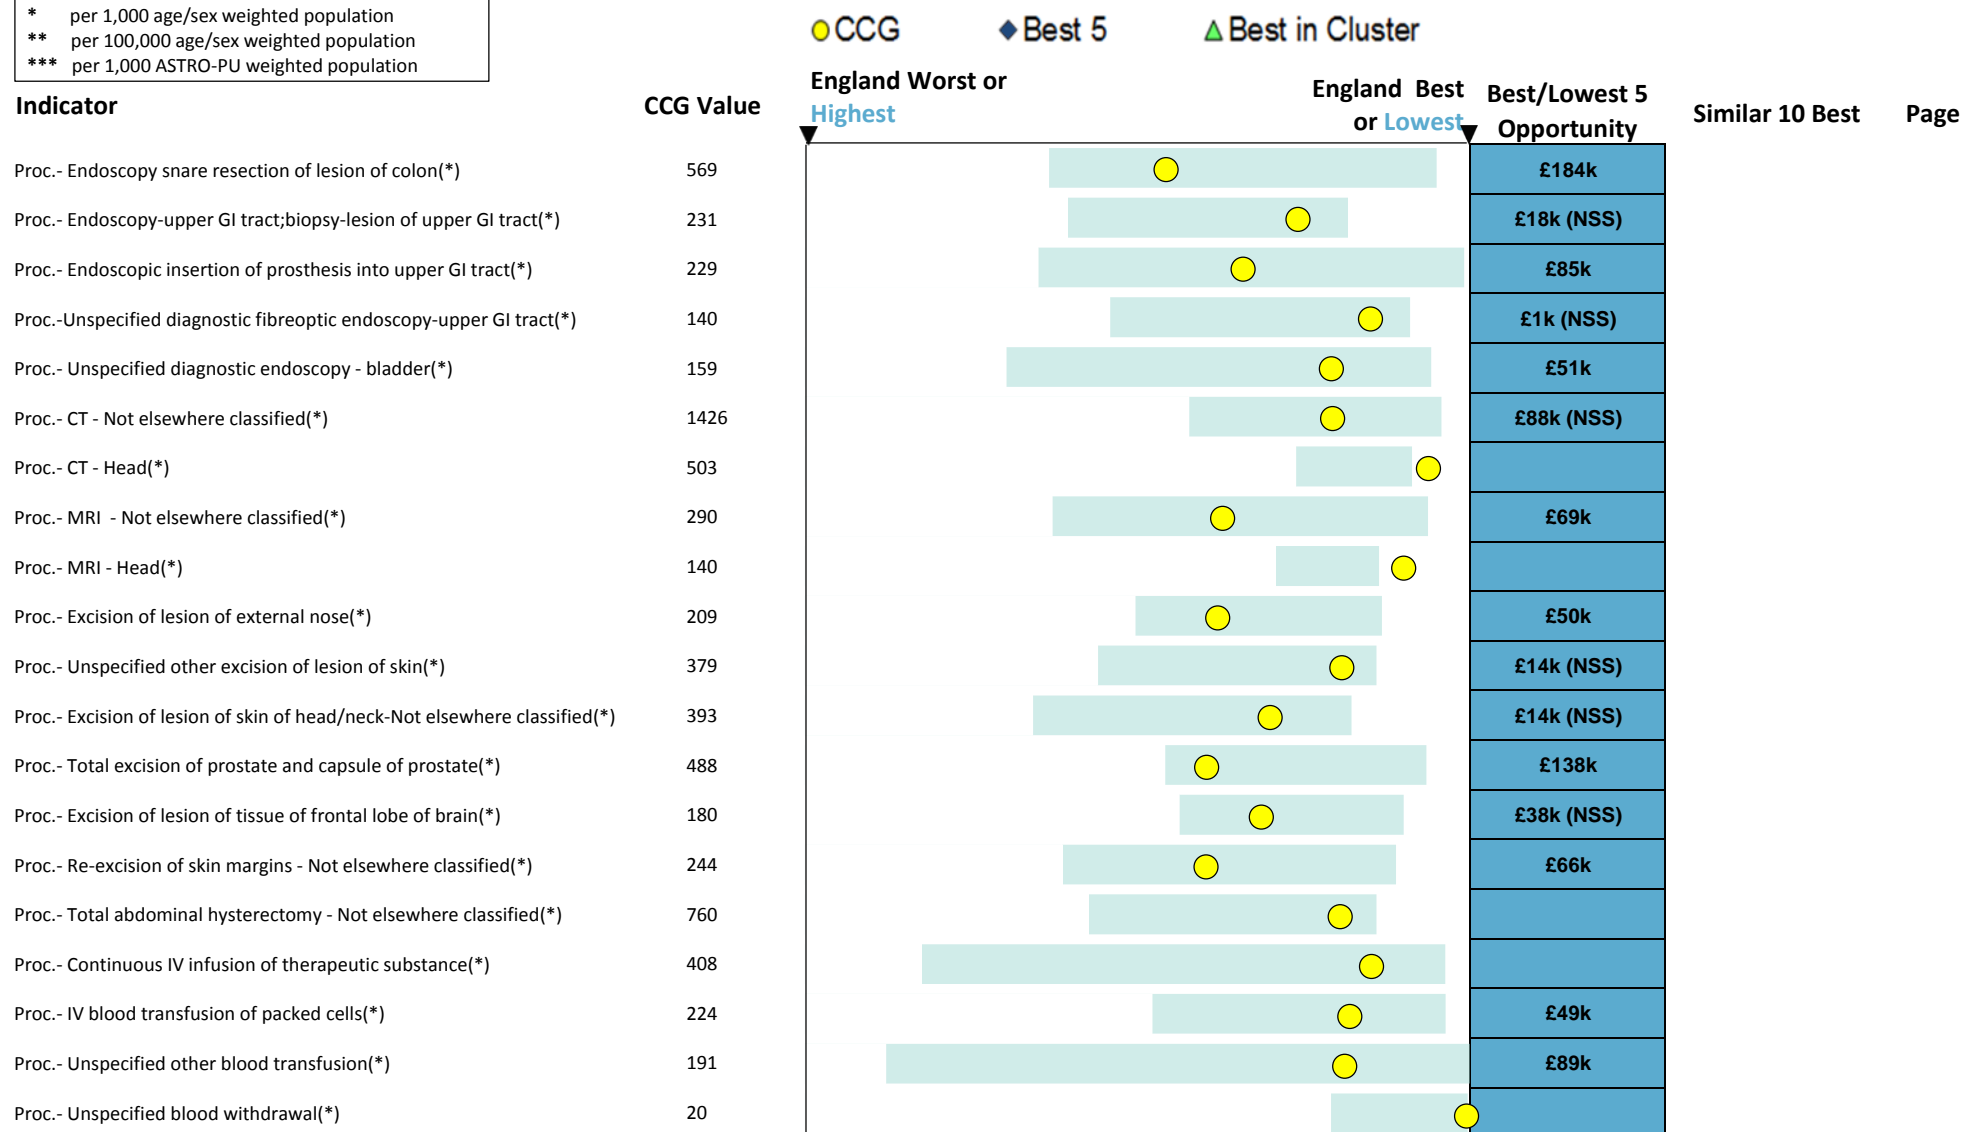 * per 1,000 age/sex weighted population
** per 100,000 age/sex weighted population
*** per 1,000 ASTRO-PU weighted population
CCG Best 5 Best in Cluster
Indicator CCG Value England Worst or Highest England Best or Lowest Best/Lowest 5 Opportunity Similar 10 Best Page
Proc.- Endoscopy snare resection of lesion of colon(*) 569 £184k
Proc.- Endoscopy-upper GI tract;biopsy-lesion of upper GI tract(*) 231 £18k (NSS)
Proc.- Endoscopic insertion of prosthesis into upper GI tract(*) 229 £85k
Proc.-Unspecified diagnostic fibreoptic endoscopy-upper GI tract(*) 140 £1k (NSS)
Proc.- Unspecified diagnostic endoscopy - bladder(*) 159 £51k
Proc.- CT - Not elsewhere classified(*) 1426 £88k (NSS)
Proc.- CT - Head(*) 503
Proc.- MRI - Not elsewhere classified(*) 290 £69k
Proc.- MRI - Head(*) 140
Proc.- Excision of lesion of external nose(*) 209 £50k
Proc.- Unspecified other excision of lesion of skin(*) 379 £14k (NSS)
Proc.- Excision of lesion of skin of head/neck-Not elsewhere classified(*) 393 £14k (NSS)
Proc.- Total excision of prostate and capsule of prostate(*) 488 £138k
Proc.- Excision of lesion of tissue of frontal lobe of brain(*) 180 £38k (NSS)
Proc.- Re-excision of skin margins - Not elsewhere classified(*) 244 £66k
Proc.- Total abdominal hysterectomy - Not elsewhere classified(*) 760
Proc.- Continuous IV infusion of therapeutic substance(*) 408
Proc.- IV blood transfusion of packed cells(*) 224 £49k
Proc.- Unspecified other blood transfusion(*) 191 £89k
Proc.- Unspecified blood withdrawal(*) 20